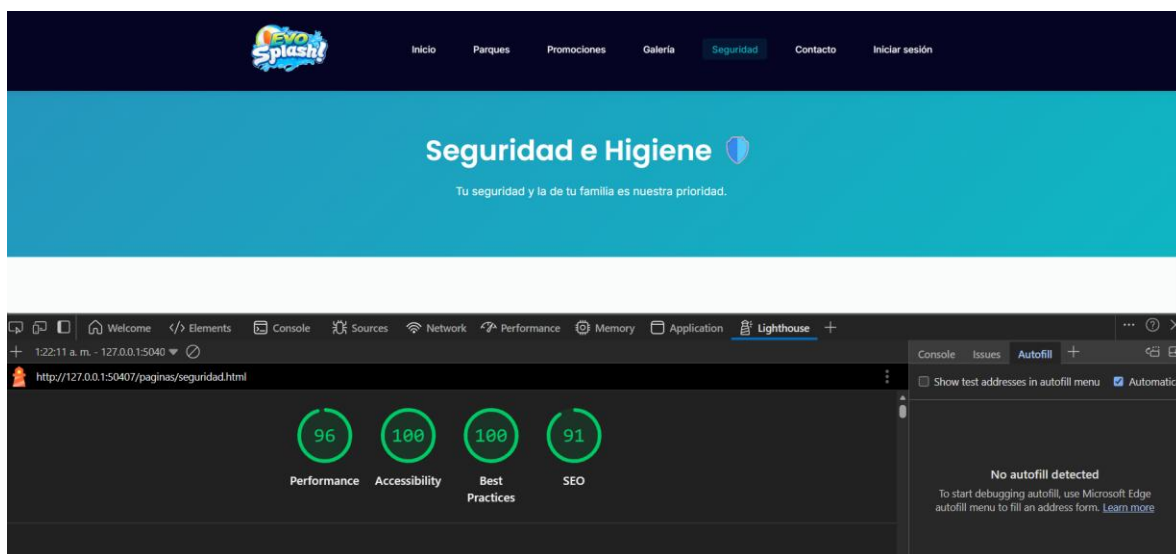 EVO
Splash!
Inicio Parques Promociones Galería Seguridad Contacto Iniciar sesión
Seguridad e Higiene
Tu seguridad y la de tu familia es nuestra prioridad.
Welcome Elements Console Sources Network Performance Memory Application Lighthouse
1:22:11 a. m. - 127.0.0.1:5040
Console Issues Autofill
http://127.0.0.1:50407/paginas/seguridad.html
Show test addresses in autofill menu Automatic
96 100 100 91
Performance Accessibility Best SEO
Practices
No autofill detected
To start debugging autofill, use Microsoft Edge
autofill menu to fill an address form. Learn more